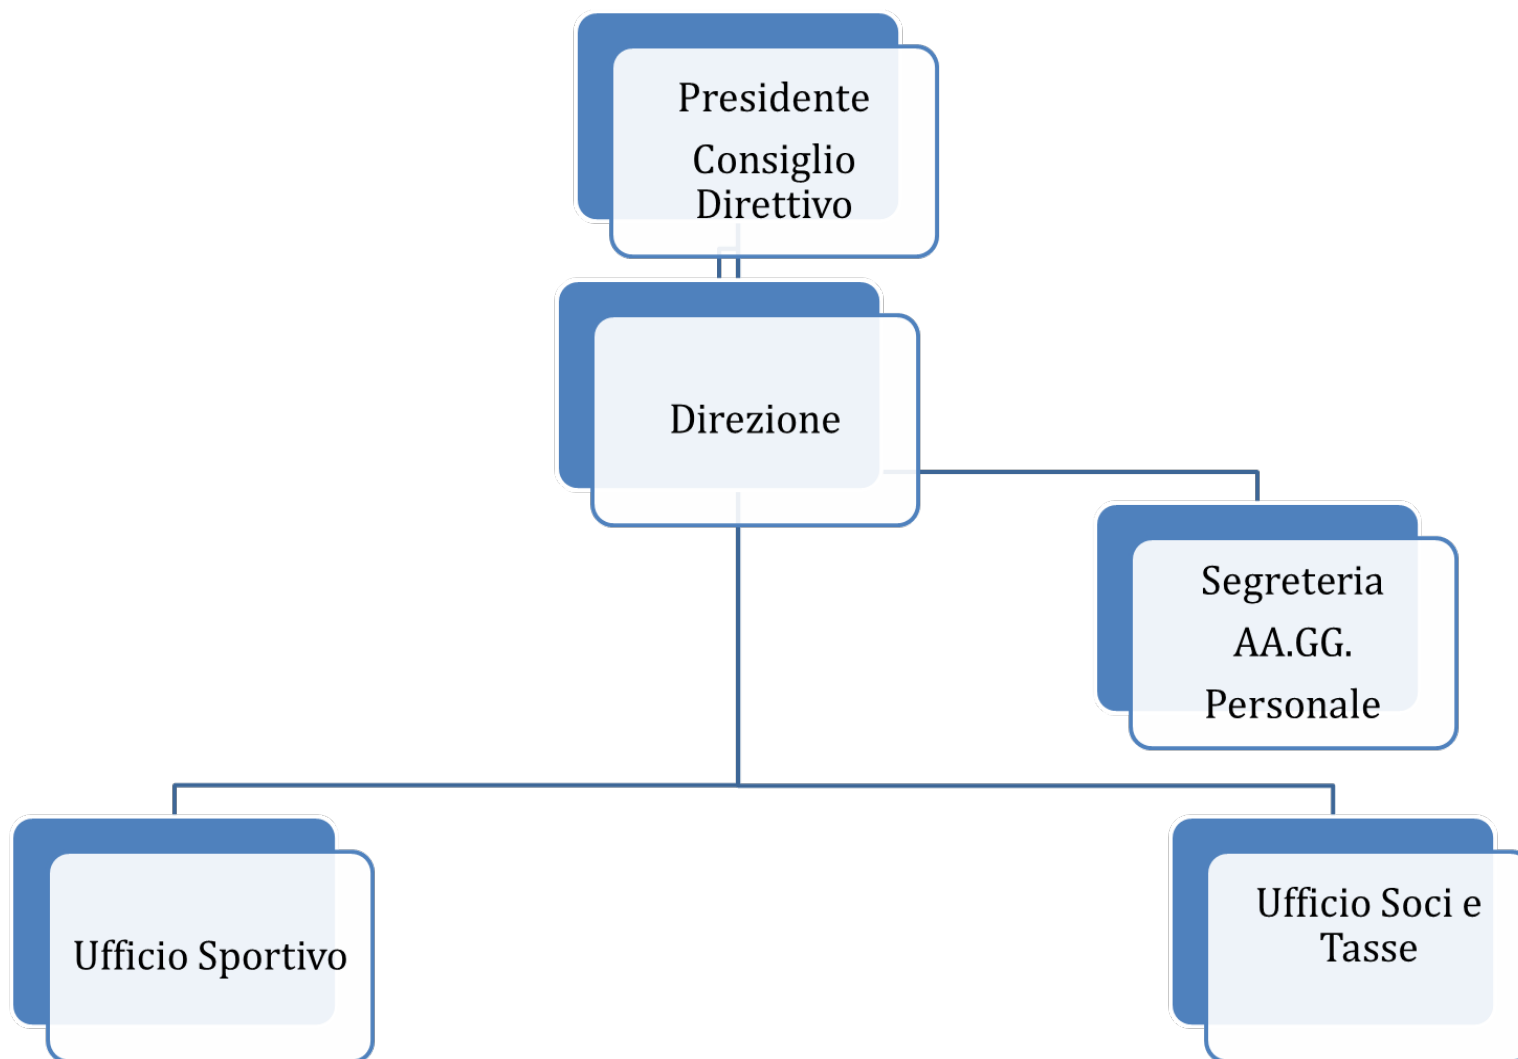 Presidente
Consiglio
Direttivo
Direzione
Segreteria
AA.GG.
Personale
Ufficio Sportivo
Ufficio Soci e
Tasse